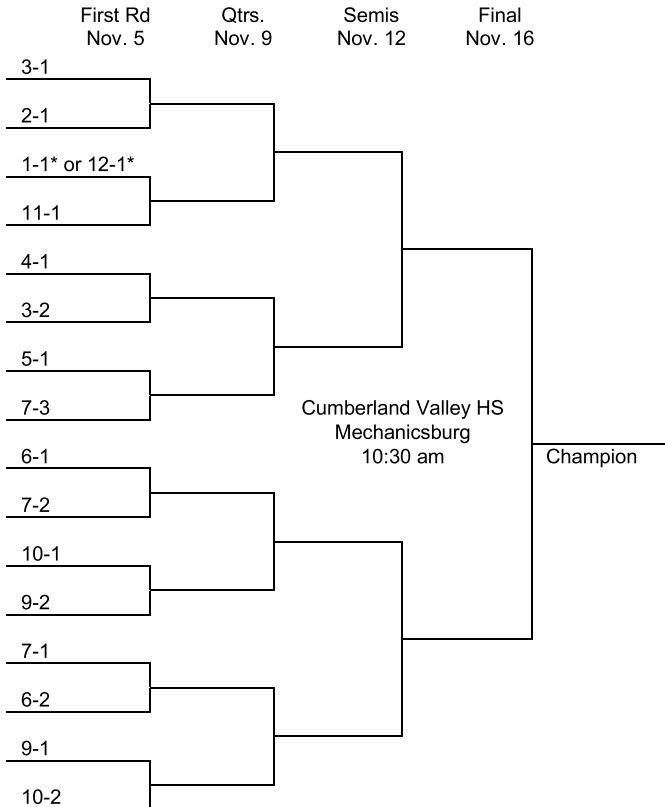 First Rd Qtrs. Semis Final
Nov. 5 Nov. 9 Nov. 12 Nov. 16
3-1
2-1
1-1* or 12-1*
11-1
4-1
3-2
5-1
7-3
Cumberland Valley HS
Mechanicsburg
10:30 am
Champion
6-1
7-2
10-1
9-2
7-1
6-2
9-1
10-2